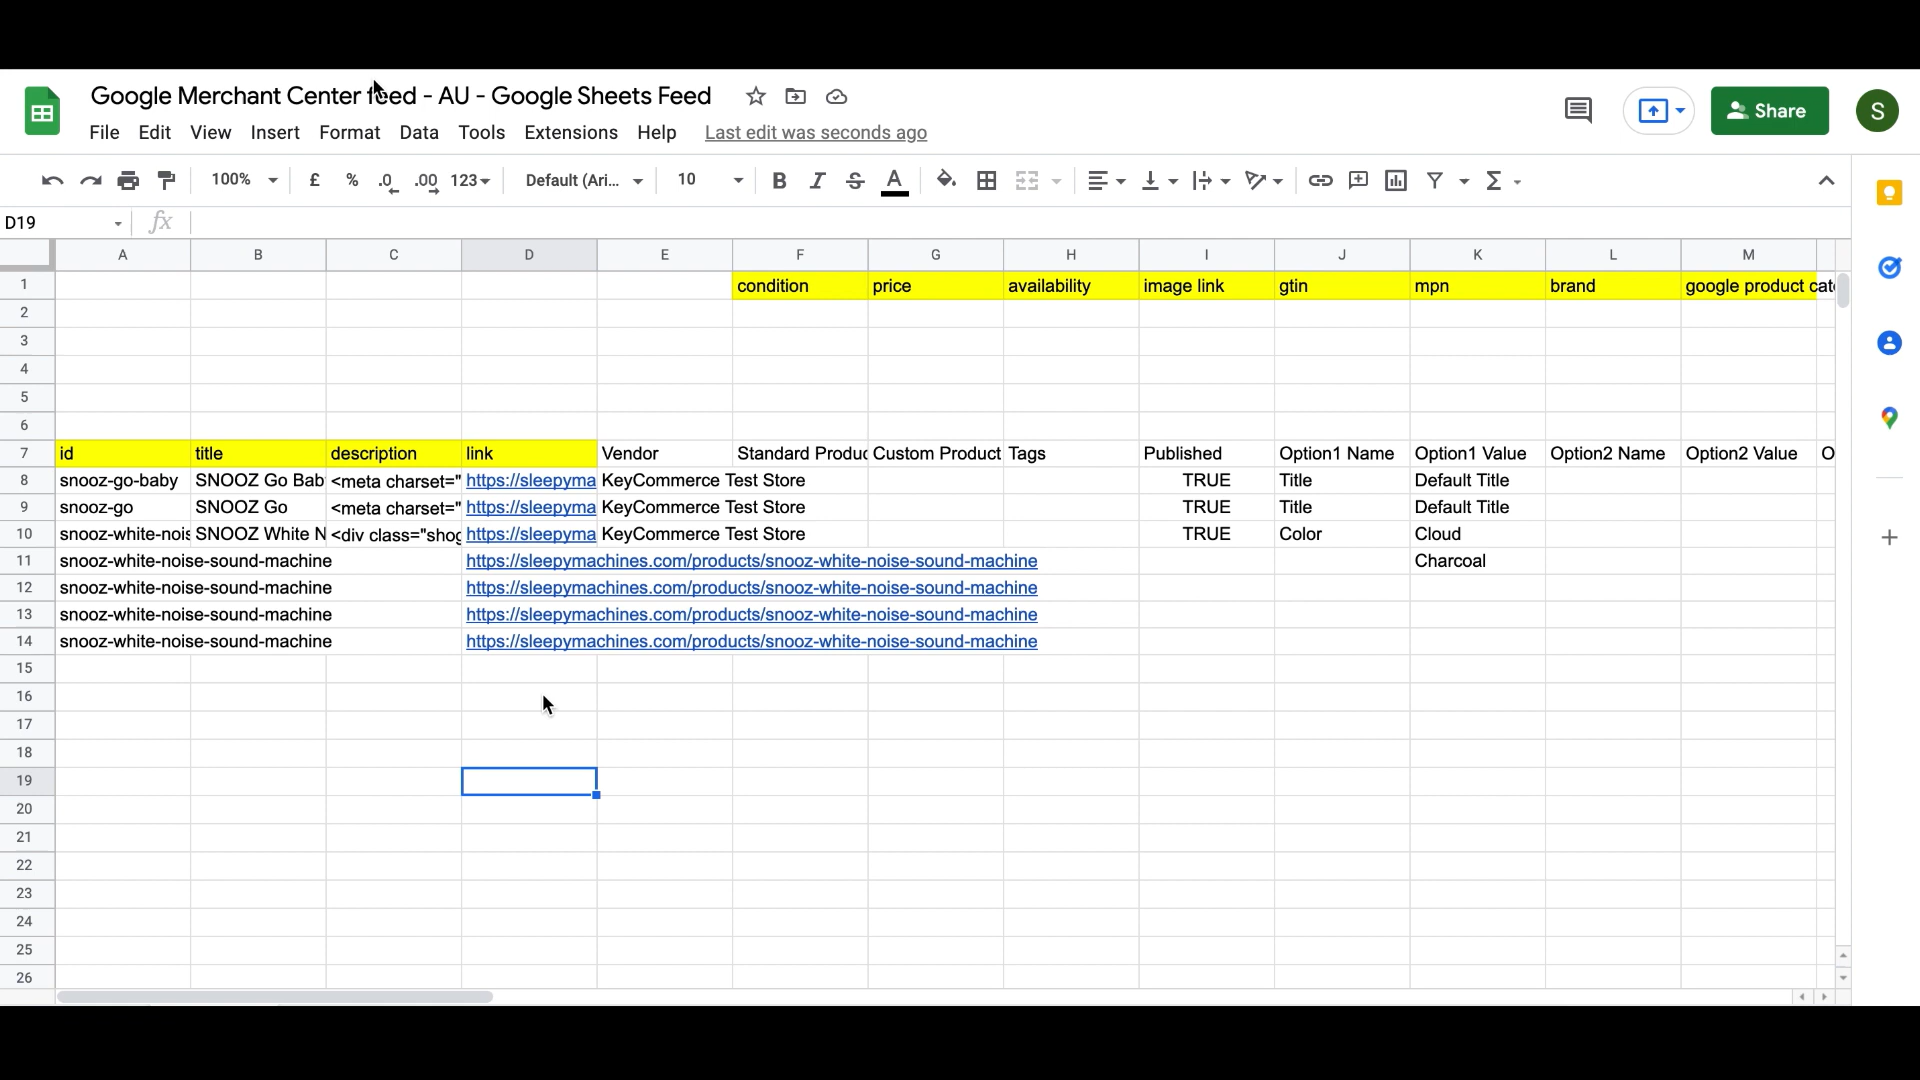 Google Merchant Center feed - AU - Google Sheets Feed
File Edit View Insert Format Data Tools Extensions Help Last edit was seconds ago
Share
S
100% £ % .0 .00 123 Default (Ari... 10 B I S A
D19 fx
A B C D E F G H I J K L M
1 condition price availability image link gtin mpn brand google product cat
2
3
4
5
6
7 id title description link Vendor Standard Produc Custom Product Tags Published Option1 Name Option1 Value Option2 Name Option2 Value O
8 snooz-go-baby SNOOZ Go Bab <meta charset=" https://sleepyma KeyCommerce Test Store TRUE Title Default Title
9 snooz-go SNOOZ Go <meta charset=" https://sleepyma KeyCommerce Test Store TRUE Title Default Title
10 snooz-white-nois SNOOZ White N <div class="shog https://sleepyma KeyCommerce Test Store TRUE Color Cloud
11 snooz-white-noise-sound-machine https://sleepymachines.com/products/snooz-white-noise-sound-machine Charcoal
12 snooz-white-noise-sound-machine https://sleepymachines.com/products/snooz-white-noise-sound-machine
13 snooz-white-noise-sound-machine https://sleepymachines.com/products/snooz-white-noise-sound-machine
14 snooz-white-noise-sound-machine https://sleepymachines.com/products/snooz-white-noise-sound-machine
15
16
17
18
19
20
21
22
23
24
25
26